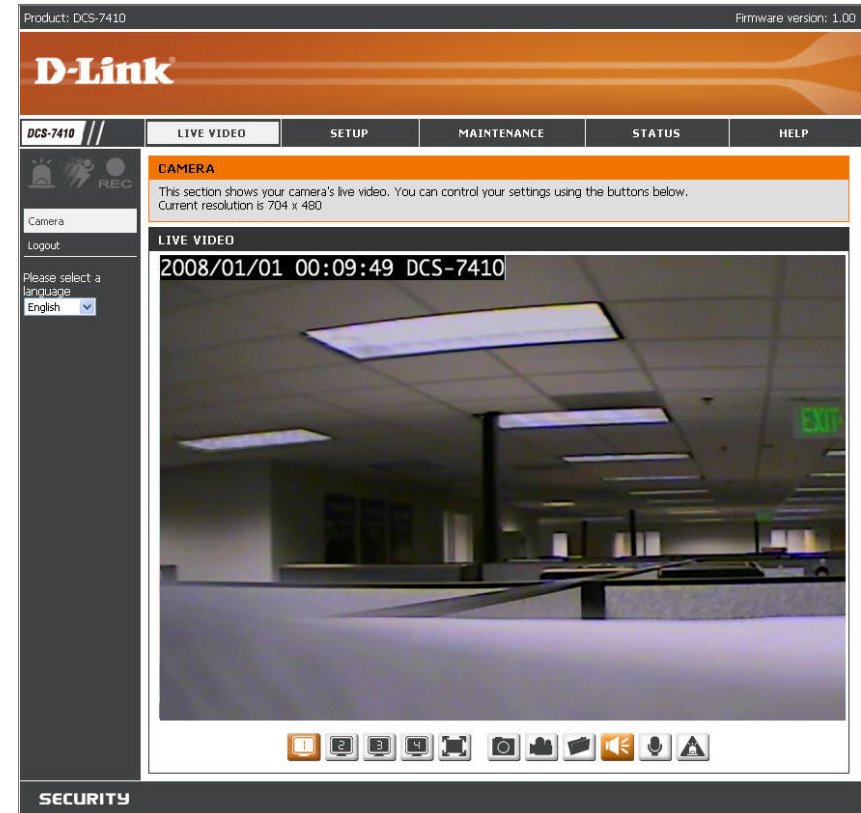 Product: DCS-7410
Firmware version: 1.00
D-Link
DCS-7410
LIVE VIDEO
SETUP
MAINTENANCE
STATUS
HELP
REC
Camera
Logout
Please select a
language
English
CAMERA
This section shows your camera's live video. You can control your settings using the buttons below.
Current resolution is 704 x 480
LIVE VIDEO
2008/01/01 00:09:49 DCS-7410
EXIT
1
2
3
4
SECURITY